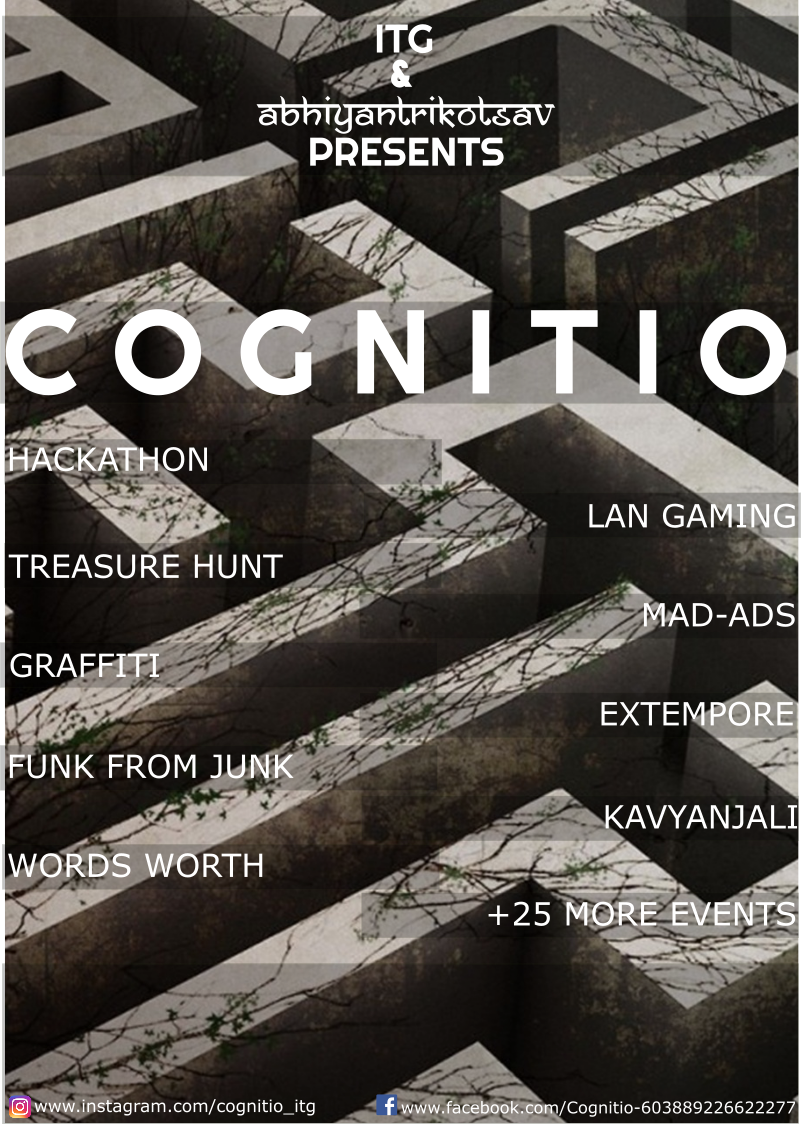 ITG
&
abhiyantrikotsav
PRESENTS
COGNITIO
HACKATHON
LAN GAMING
TREASURE HUNT
MAD-ADS
GRAFFITI
EXTEMPORE
FUNK FROM JUNK
KAVYANJALI
WORDS WORTH
+25 MORE EVENTS
www.instagram.com/cognitio_itg
www.facebook.com/Cognitio-603889226622277